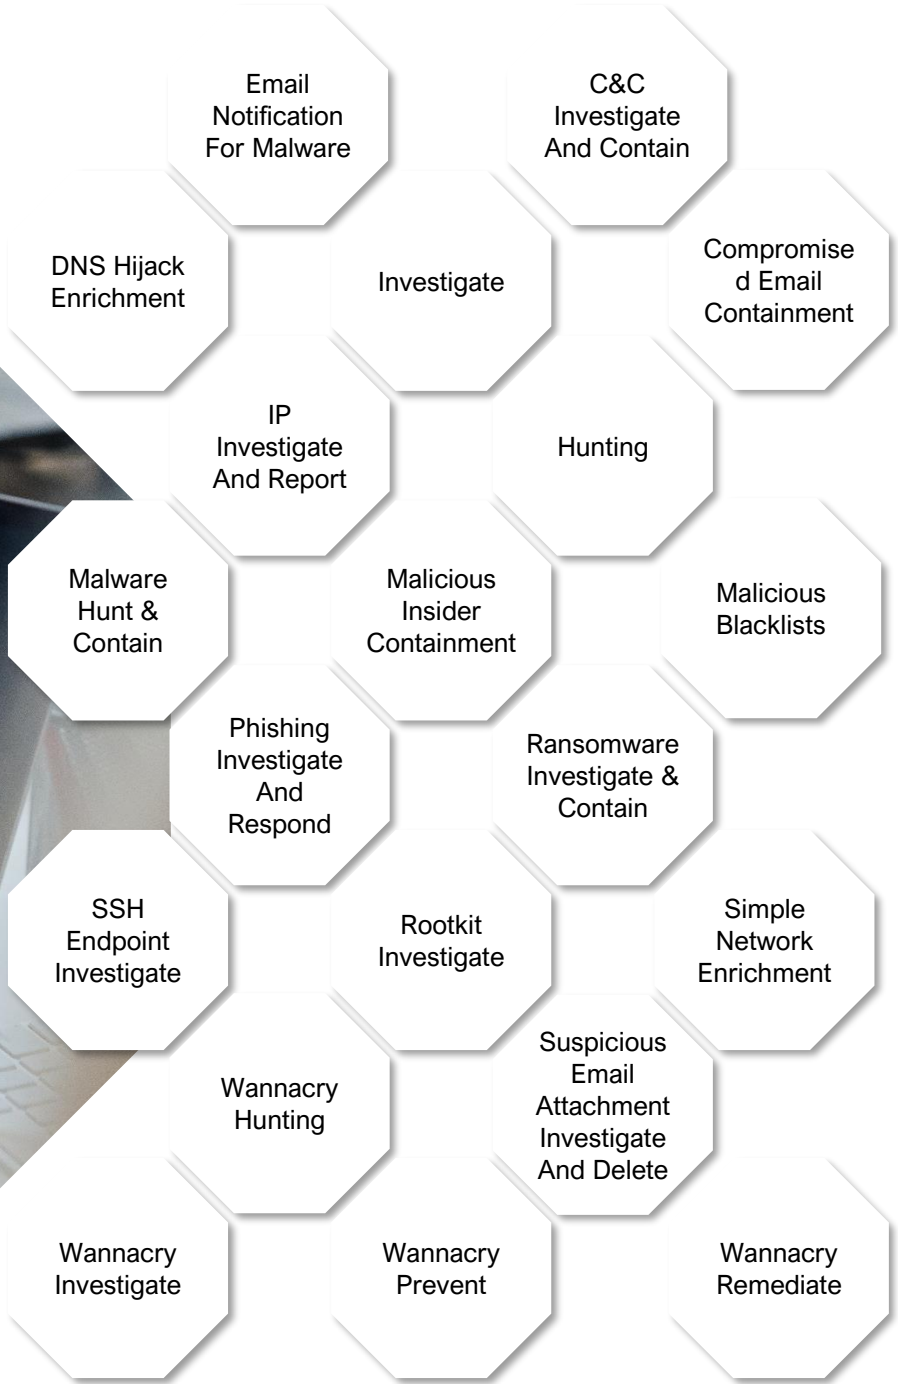 Email
Notification
For Malware
C&C
Investigate
And Contain
DNS Hijack
Enrichment
Investigate
Compromise
d Email
Containment
IP
Investigate
And Report
Hunting
Malware
Hunt &
Contain
Malicious
Insider
Containment
Malicious
Blacklists
Phishing
Investigate
And
Respond
Ransomware
Investigate &
Contain
SSH
Endpoint
Investigate
Rootkit
Investigate
Simple
Network
Enrichment
Wannacry
Hunting
Suspicious
Email
Attachment
Investigate
And Delete
Wannacry
Investigate
Wannacry
Prevent
Wannacry
Remediate